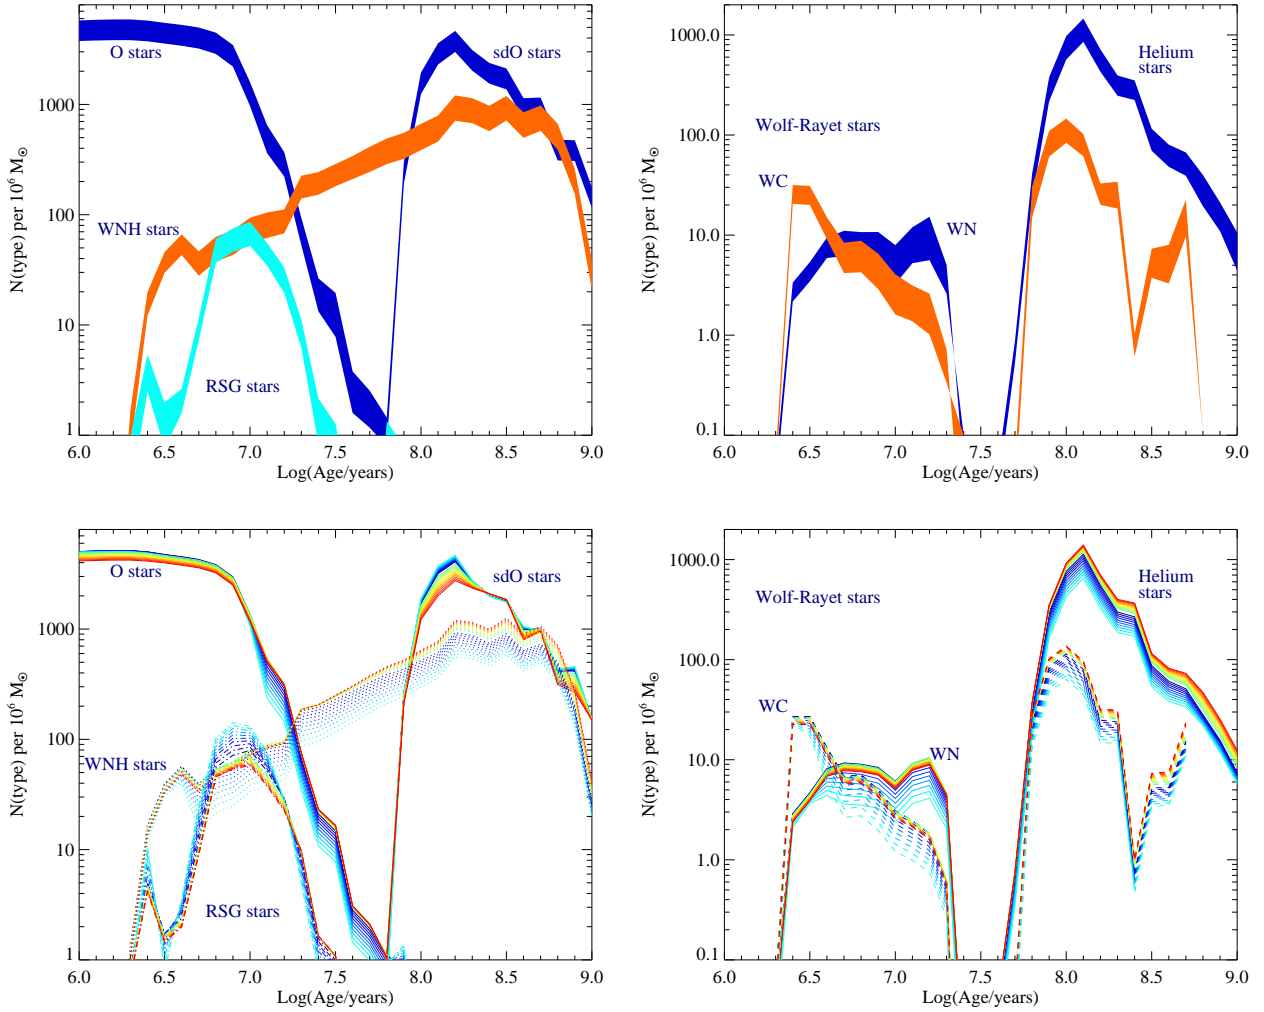 N(type) per 10^6 M☉
1000
100
10
1
6.0 6.5 7.0 7.5 8.0 8.5 9.0
Log(Age/years)
O stars
sdO stars
WNH stars
RSG stars
N(type) per 10^6 M☉
1000.0
100.0
10.0
1.0
0.1
6.0 6.5 7.0 7.5 8.0 8.5 9.0
Log(Age/years)
Helium
stars
Wolf-Rayet stars
WC
WN
N(type) per 10^6 M☉
1000
100
10
1
6.0 6.5 7.0 7.5 8.0 8.5 9.0
Log(Age/years)
O stars
sdO stars
WNH stars
RSG stars
N(type) per 10^6 M☉
1000.0
100.0
10.0
1.0
0.1
6.0 6.5 7.0 7.5 8.0 8.5 9.0
Log(Age/years)
Helium
stars
Wolf-Rayet stars
WC
WN